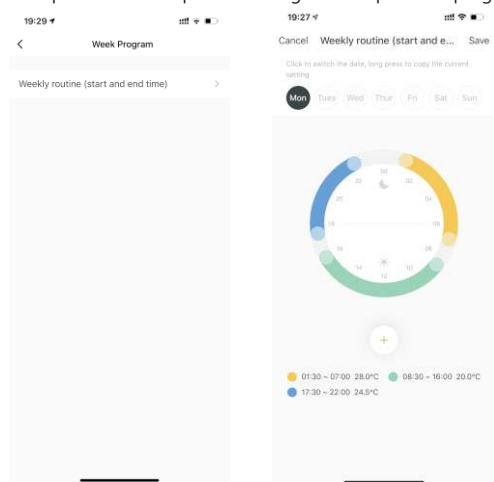 19:29
Week Program
Weekly routine (start and end time)
19:27
Cancel Weekly routine (start and e... Save
Click to switch the date, long press to copy the current
setting
Mon Tues Wed Thur Fri Sat Sun
22 02
20 04
18 06
16 08
14 10
12
+
01:30 ~ 07:00 28.0°C 08:30 ~ 16:00 20.0°C
17:30 ~ 22:00 24.5°C